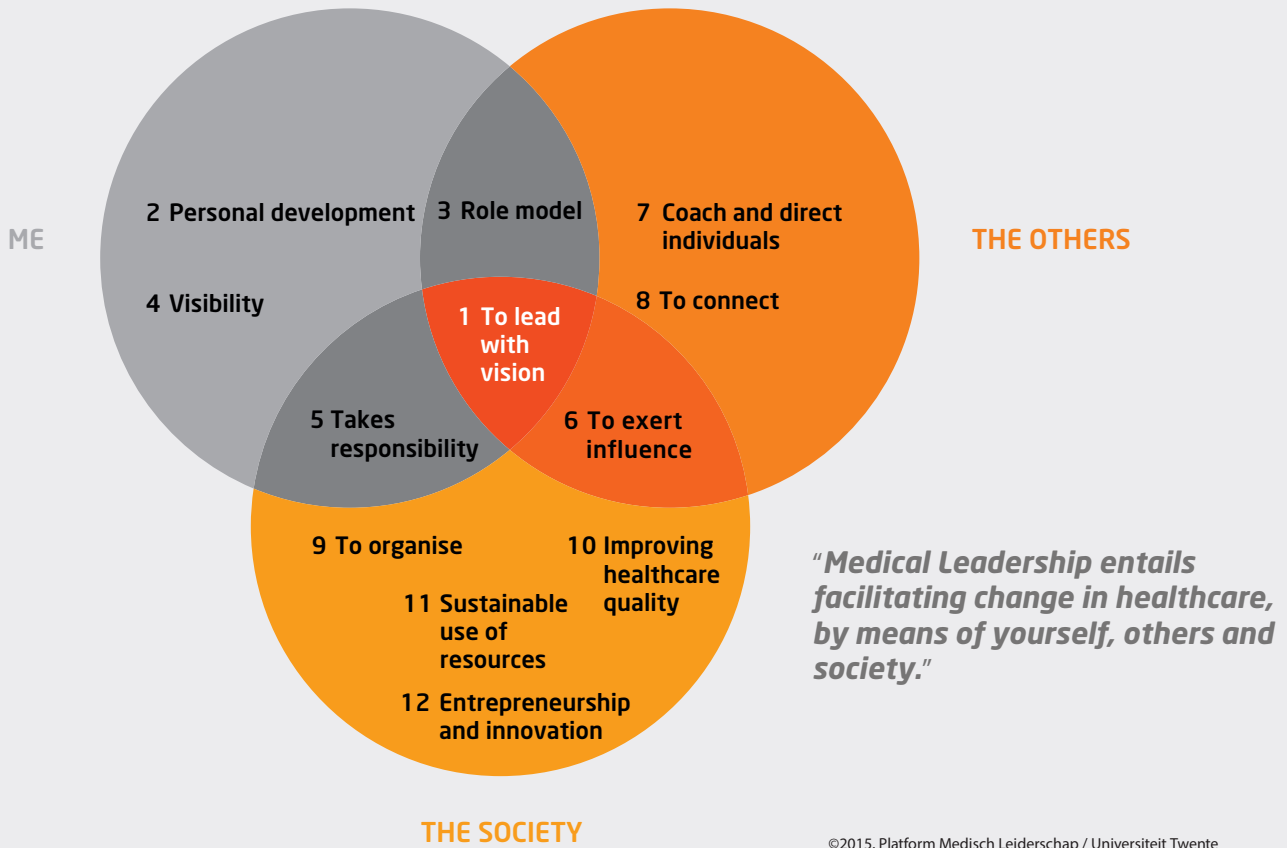 2 Personal development
3 Role model
7 Coach and direct
individuals
ME
THE OTHERS
4 Visibility
8 To connect
1 To lead
with
vision
5 Takes
responsibility
6 To exert
influence
9 To organise
10 Improving
healthcare
quality
11 Sustainable
use of
resources
12 Entrepreneurship
and innovation
"Medical Leadership entails
facilitating change in healthcare,
by means of yourself, others and
society."
THE SOCIETY
©2015, Platform Medisch Leiderschap / Universiteit Twente